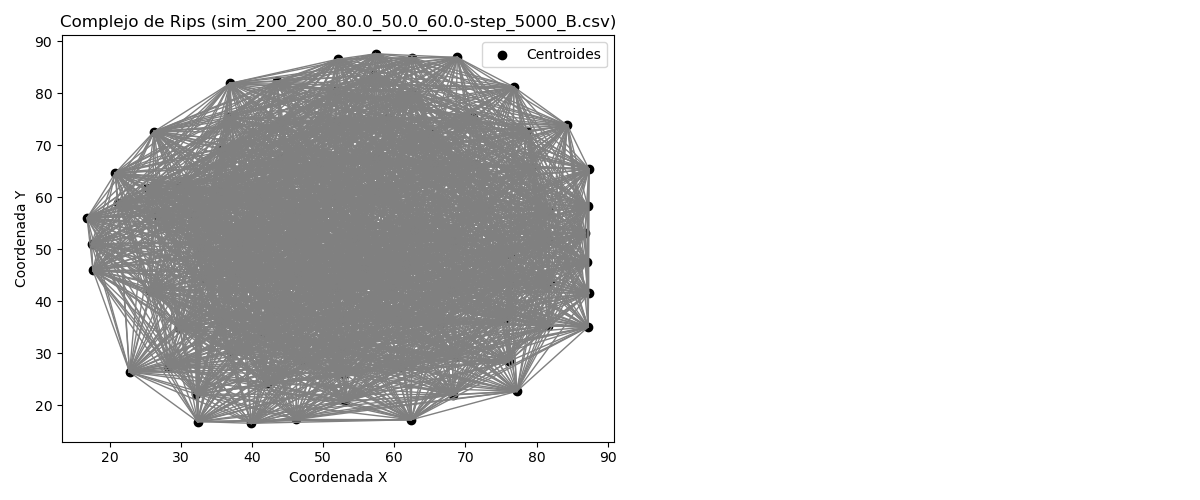 Complejo de Rips (sim_200_200_80.0_50.0_60.0-step_5000_B.csv)
Centroides
90
80
70
60
50
40
30
20
Coordenada Y
20 30 40 50 60 70 80 90
Coordenada X